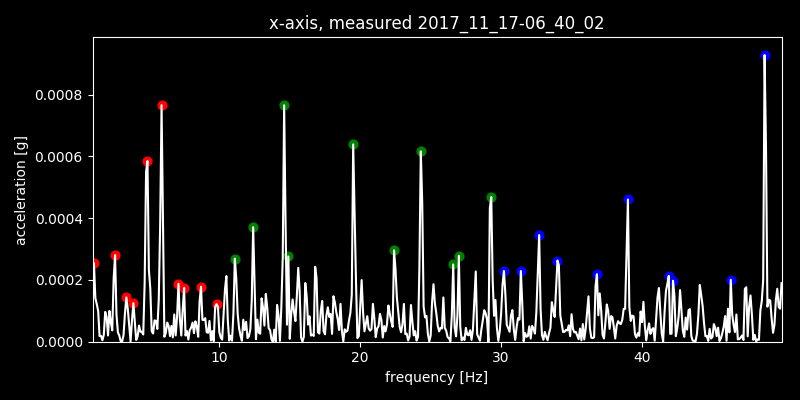 x-axis, measured 2017_11_17-06_40_02
acceleration [g]
0.0008
0.0006
0.0004
0.0002
0.0000
10 20 30 40
frequency [Hz]